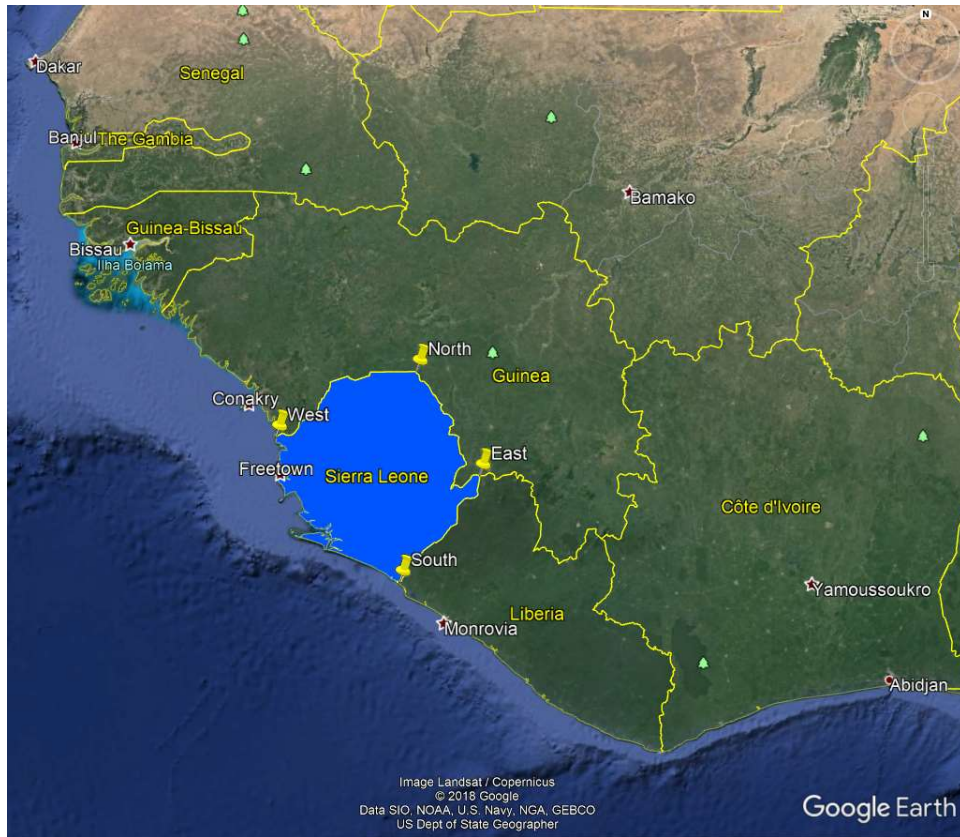 N
Dakar
Senegal
Banjul
The Gambia
Bamako
Guinea-Bissau
Bissau
Ilha Bolama
North
Guinea
Conakry
West
East
Freetown
Sierra Leone
Côte d'Ivoire
South
Liberia
Yamoussoukro
Monrovia
Abidjan
Image Landsat / Copernicus
© 2018 Google
Data SIO, NOAA, U.S. Navy, NGA, GEBCO
US Dept of State Geographer
Google Earth